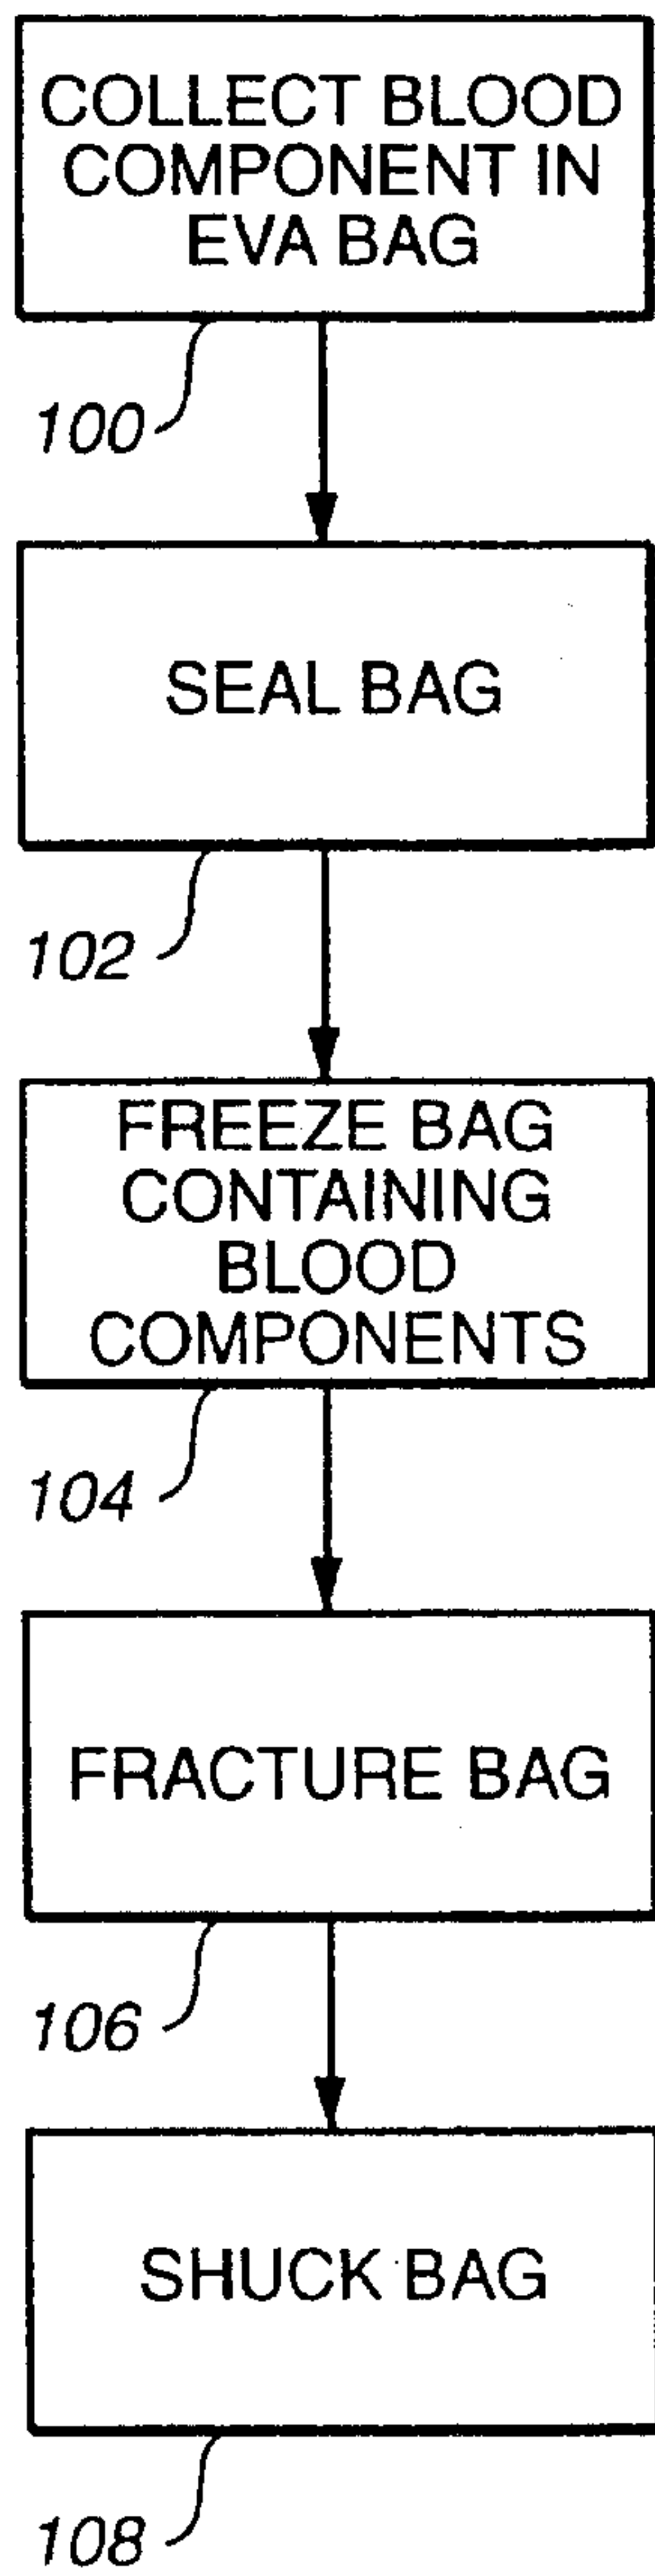 COLLECT BLOOD
COMPONENT IN
EVA BAG
100
SEAL BAG
102
FREEZE BAG
CONTAINING
BLOOD
COMPONENTS
104
FRACTURE BAG
106
SHUCK BAG
108